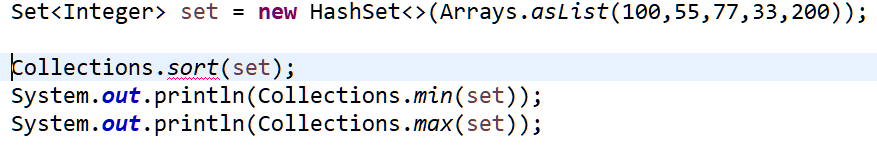 Set<Integer> set = new HashSet<>(Arrays.asList(100,55,77,33,200));
Collections.sort(set);
System.out.println(Collections.min(set));
System.out.println(Collections.max(set));